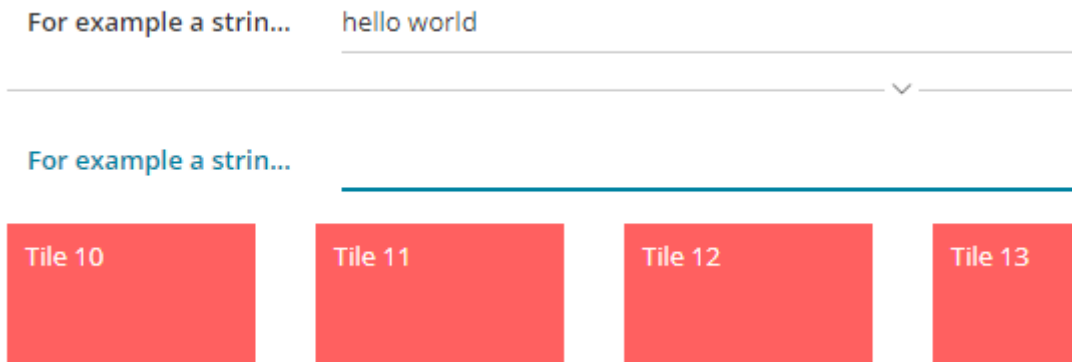 For example a strin... hello world
For example a strin...
Tile 10 Tile 11 Tile 12 Tile 13